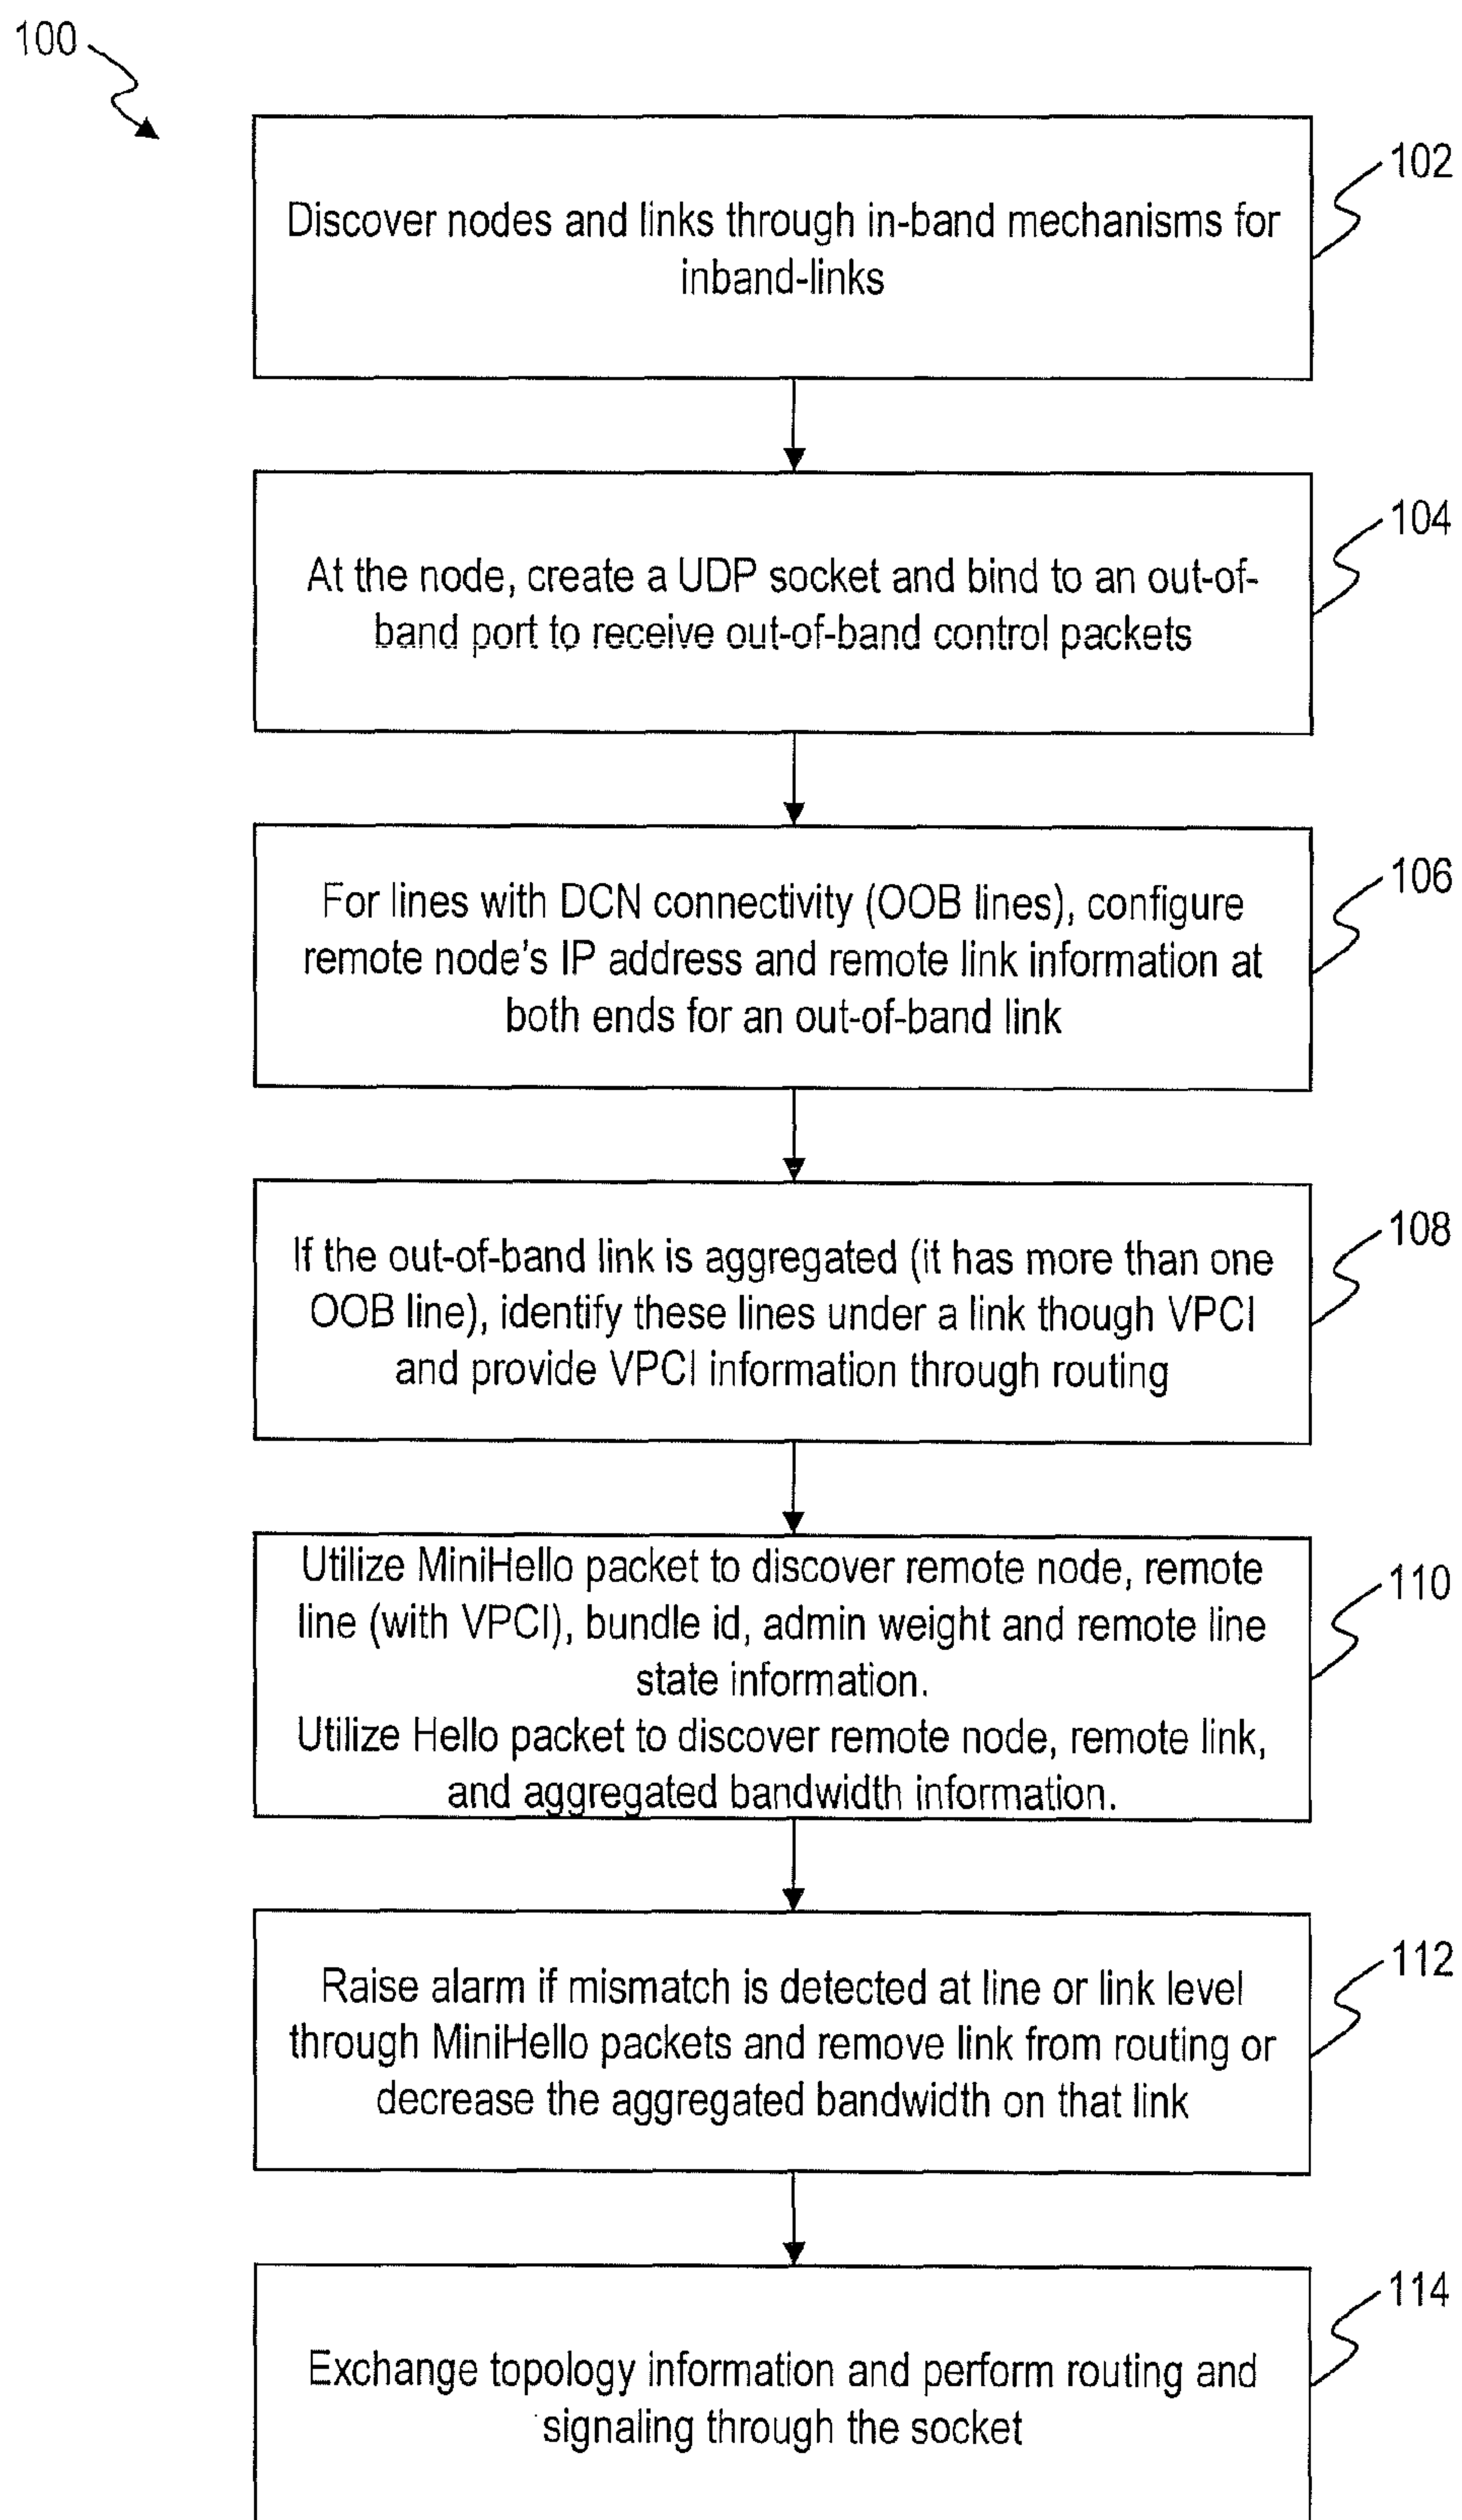 100
102
Discover nodes and links through in-band mechanisms for
inband-links
104
At the node, create a UDP socket and bind to an out-of-
band port to receive out-of-band control packets
106
For lines with DCN connectivity (OOB lines), configure
remote node's IP address and remote link information at
both ends for an out-of-band link
108
If the out-of-band link is aggregated (it has more than one
OOB line), identify these lines under a link though VPCI
and provide VPCI information through routing
110
Utilize MiniHello packet to discover remote node, remote
line (with VPCI), bundle id, admin weight and remote line
state information.
Utilize Hello packet to discover remote node, remote link,
and aggregated bandwidth information.
112
Raise alarm if mismatch is detected at line or link level
through MiniHello packets and remove link from routing or
decrease the aggregated bandwidth on that link
114
Exchange topology information and perform routing and
signaling through the socket